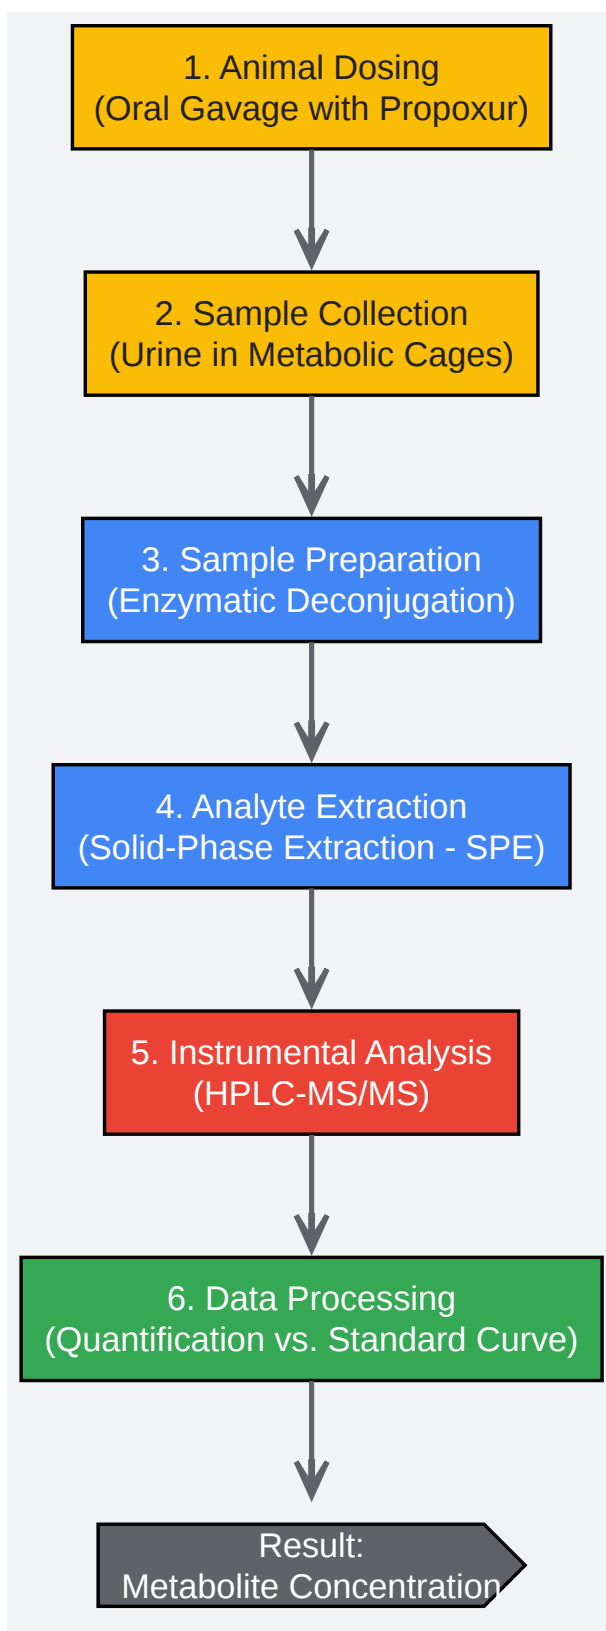 1. Animal Dosing
(Oral Gavage with Propoxur)
2. Sample Collection
(Urine in Metabolic Cages)
3. Sample Preparation
(Enzymatic Deconjugation)
4. Analyte Extraction
(Solid-Phase Extraction - SPE)
5. Instrumental Analysis
(HPLC-MS/MS)
6. Data Processing
(Quantification vs. Standard Curve)
Result:
Metabolite Concentration